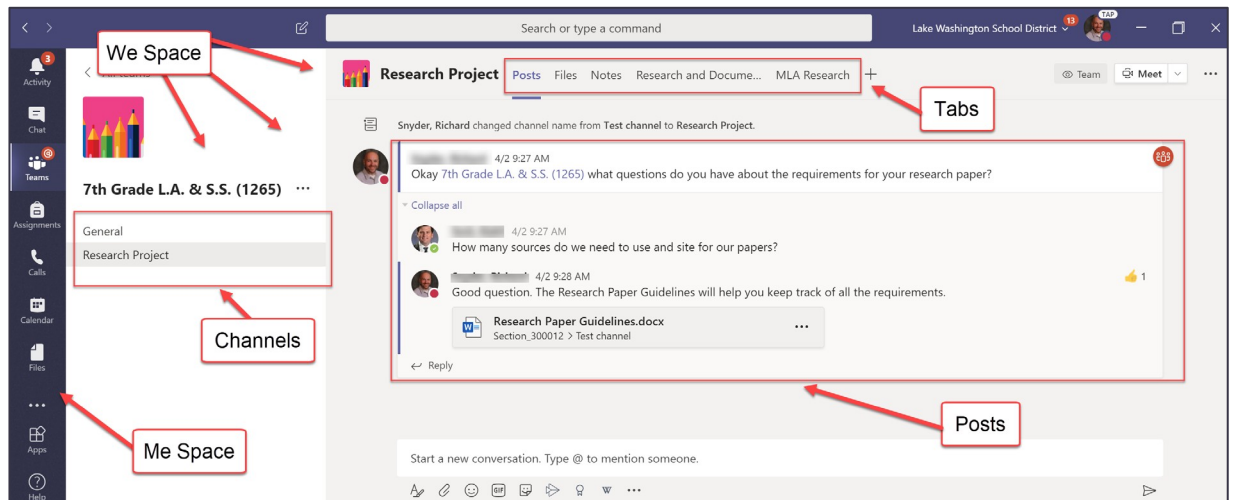 Search or type a command
Lake Washington School District
13
TAP
We Space
3
Activity
Chat
@
Teams
Assignments
Calls
Calendar
Files
Apps
Help
7th Grade L.A. & S.S. (1265)
General
Research Project
Channels
Me Space
Research Project Posts Files Notes Research and Docume... MLA Research
Team Meet
Tabs
Snyder, Richard changed channel name from Test channel to Research Project.
4/2 9:27 AM
Okay 7th Grade L.A. & S.S. (1265) what questions do you have about the requirements for your research paper?
Collapse all
4/2 9:27 AM
How many sources do we need to use and site for our papers?
4/2 9:28 AM
1
Good question. The Research Paper Guidelines will help you keep track of all the requirements.
Research Paper Guidelines.docx
Section_300012 > Test channel
Reply
Posts
Start a new conversation. Type @ to mention someone.
GIF